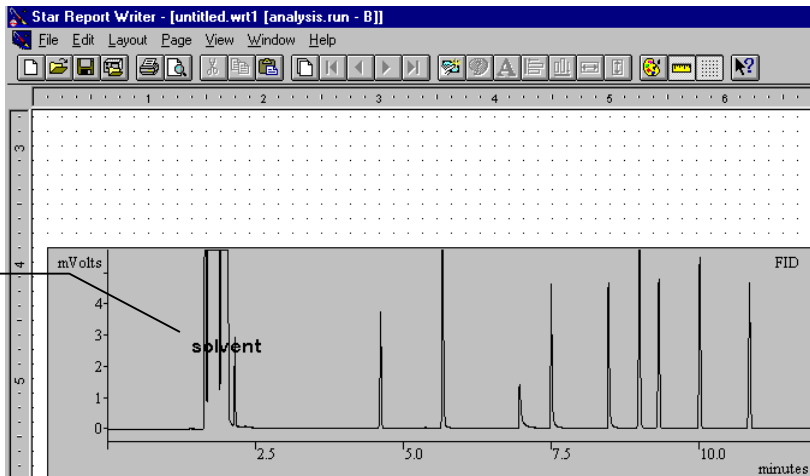 Star Report Writer - [untitled.wrt1 [analysis.run - B]]
File Edit Layout Page View Window Help
1 2 3 4 5 6
3
4
5
mVolts FID
4
3
solvent
2
1
0
2.5 5.0 7.5 10.0
minutes